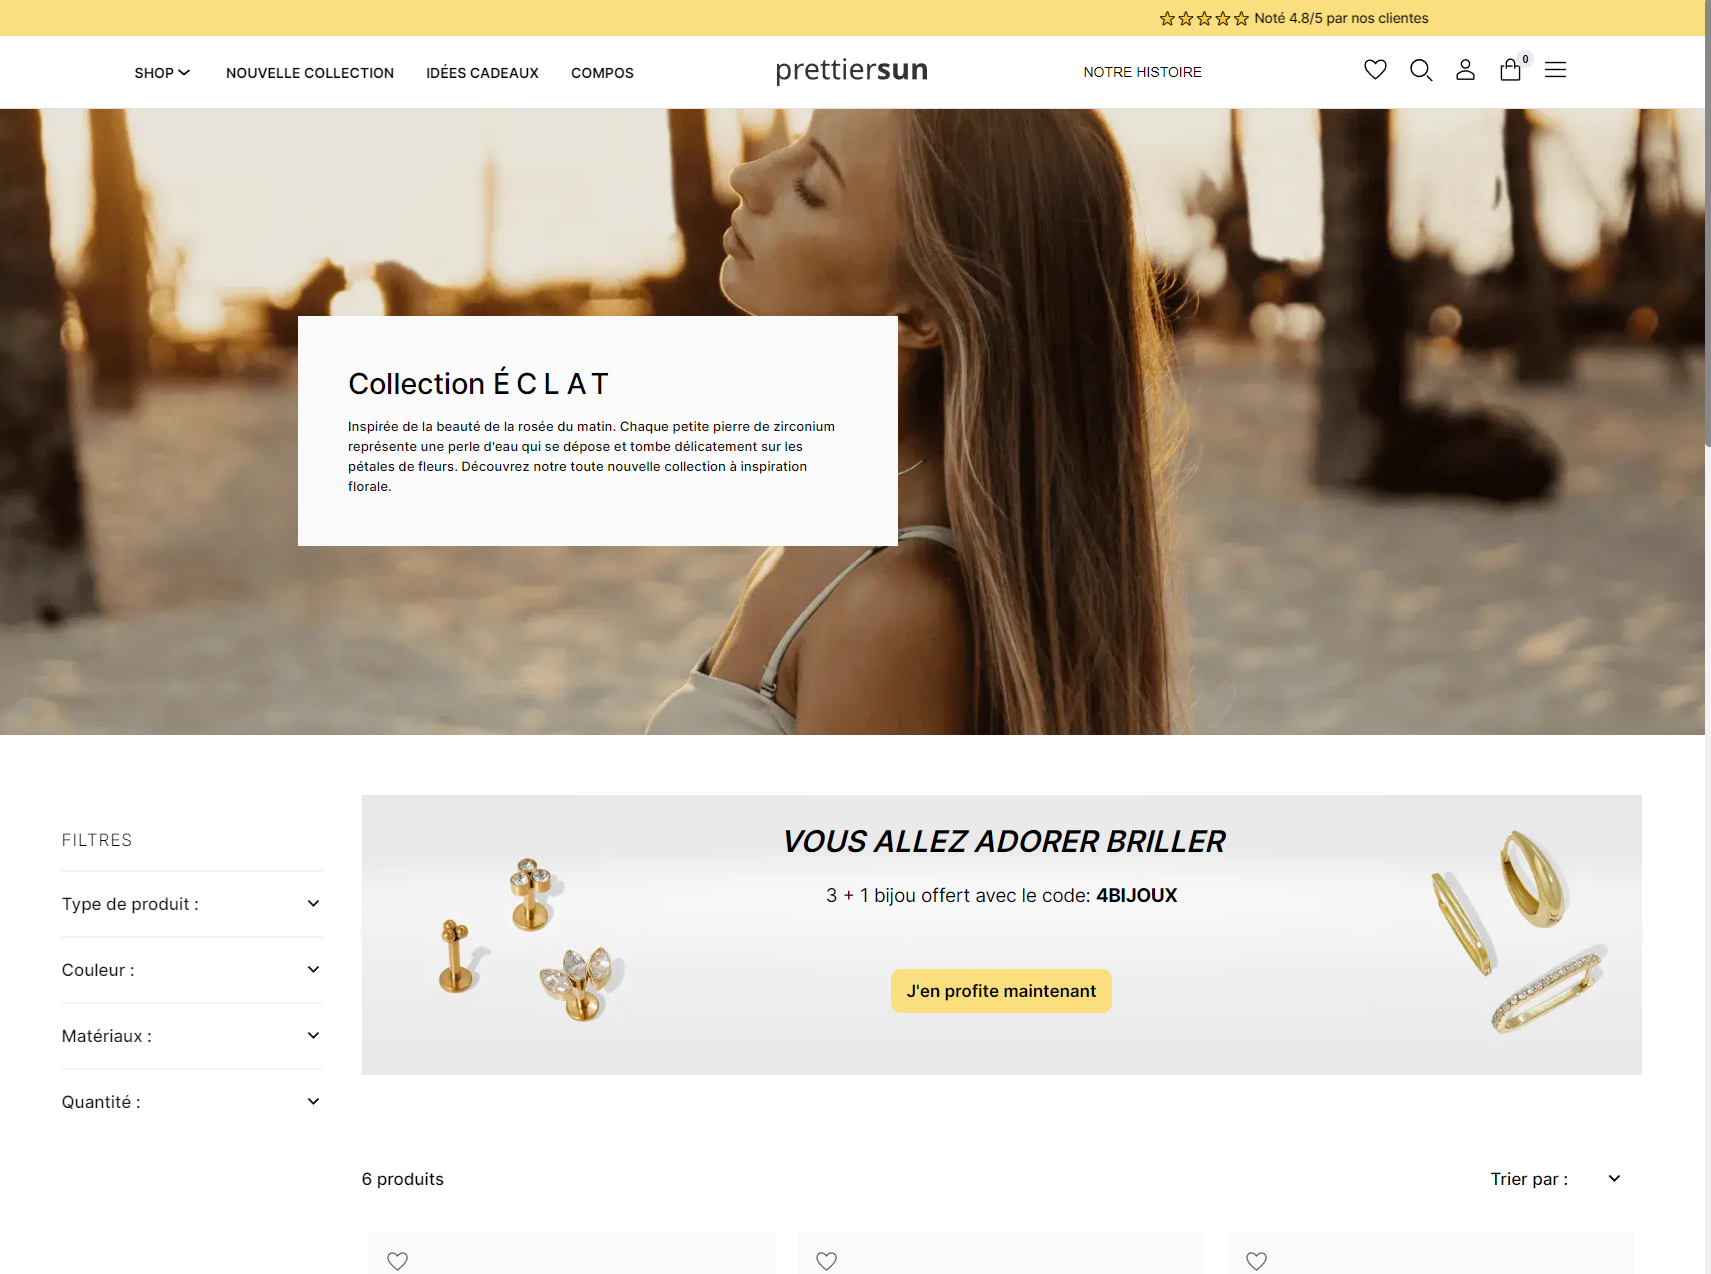 Noté 4.8/5 par nos clientes
SHOP
NOUVELLE COLLECTION
IDÉES CADEAUX
COMPOS
prettiersun
NOTRE HISTOIRE
0
Collection ÉCLAT
Inspirée de la beauté de la rosée du matin. Chaque petite pierre de zirconium
représente une perle d'eau qui se dépose et tombe délicatement sur les
pétales de fleurs. Découvrez notre toute nouvelle collection à inspiration
florale.
FILTRES
Type de produit :
Couleur :
Matériaux :
Quantité :
VOUS ALLEZ ADORER BRILLER
3 + 1 bijou offert avec le code: 4BIJOUX
J'en profite maintenant
6 produits
Trier par :